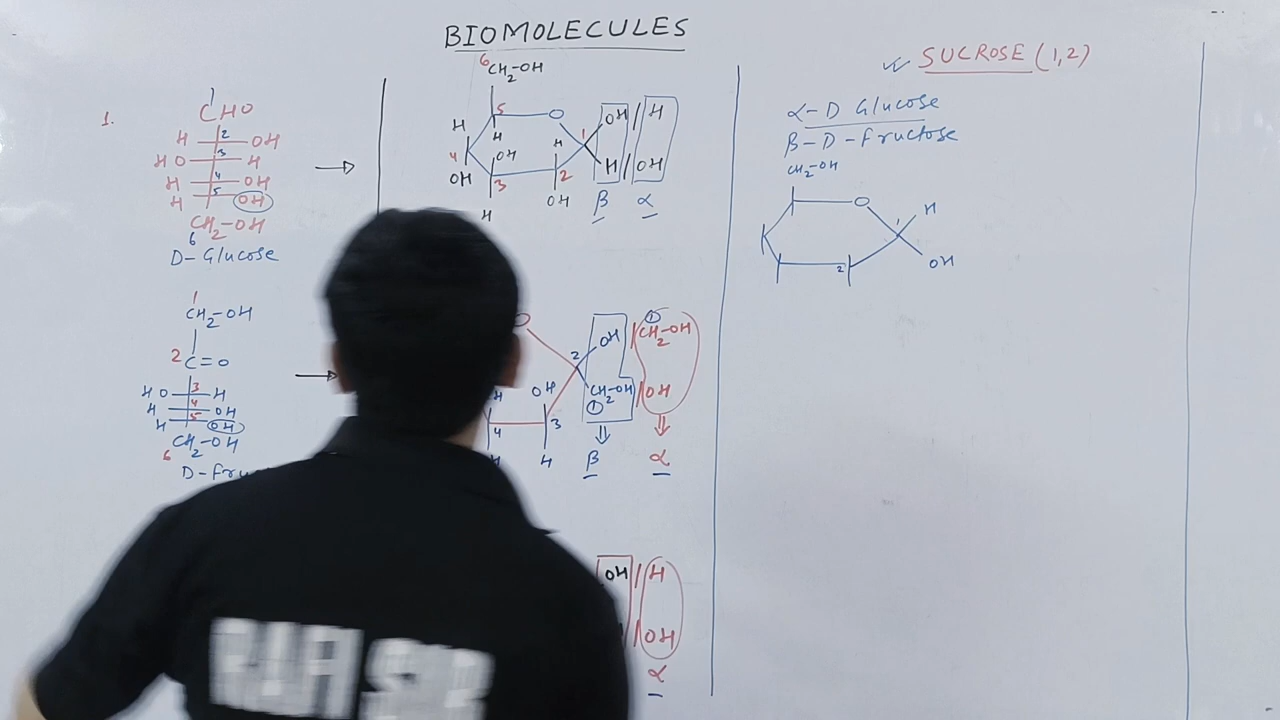 BIOMOLECULES
1.
CHO
H 2 OH
HO 3 H
H 4 OH
H 5 OH
CH2-OH
6
D-Glucose
6 CH2-OH
5 O
H H 1 OH / H
4 OH H H / OH
OH 3 2
H OH β α
1
CH2-OH
2 C=O
HO 3 H
H 4 OH
H 5 OH
CH2-OH
6
O
2 OH / CH2-OH 1
H OH CH2-OH / OH
4 3 1
H H β α
OH / H
/ OH
α
SUCROSE (1,2)
α-D Glucose
β-D-Fructose
CH2-OH
O
1 H
2 OH